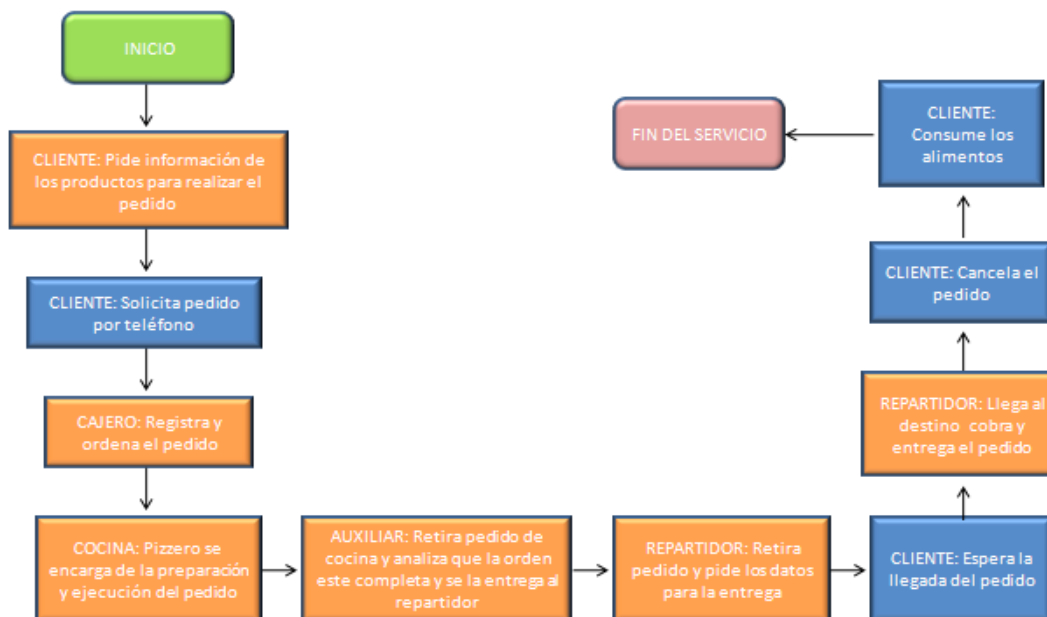 INICIO
CLIENTE: Pide información de
los productos para realizar el
pedido
CLIENTE: Solicita pedido
por teléfono
CAJERO: Registra y
ordena el pedido
COCINA: Pizzero se
encarga de la preparación
y ejecución del pedido
AUXILIAR: Retira pedido de
cocina y analiza que la orden
este completa y se la entrega al
repartidor
REPARTIDOR: Retira
pedido y pide los datos
para la entrega
CLIENTE: Espera la
llegada del pedido
REPARTIDOR: Llega al
destino cobra y
entrega el pedido
CLIENTE: Cancela el
pedido
CLIENTE:
Consume los
alimentos
FIN DEL SERVICIO